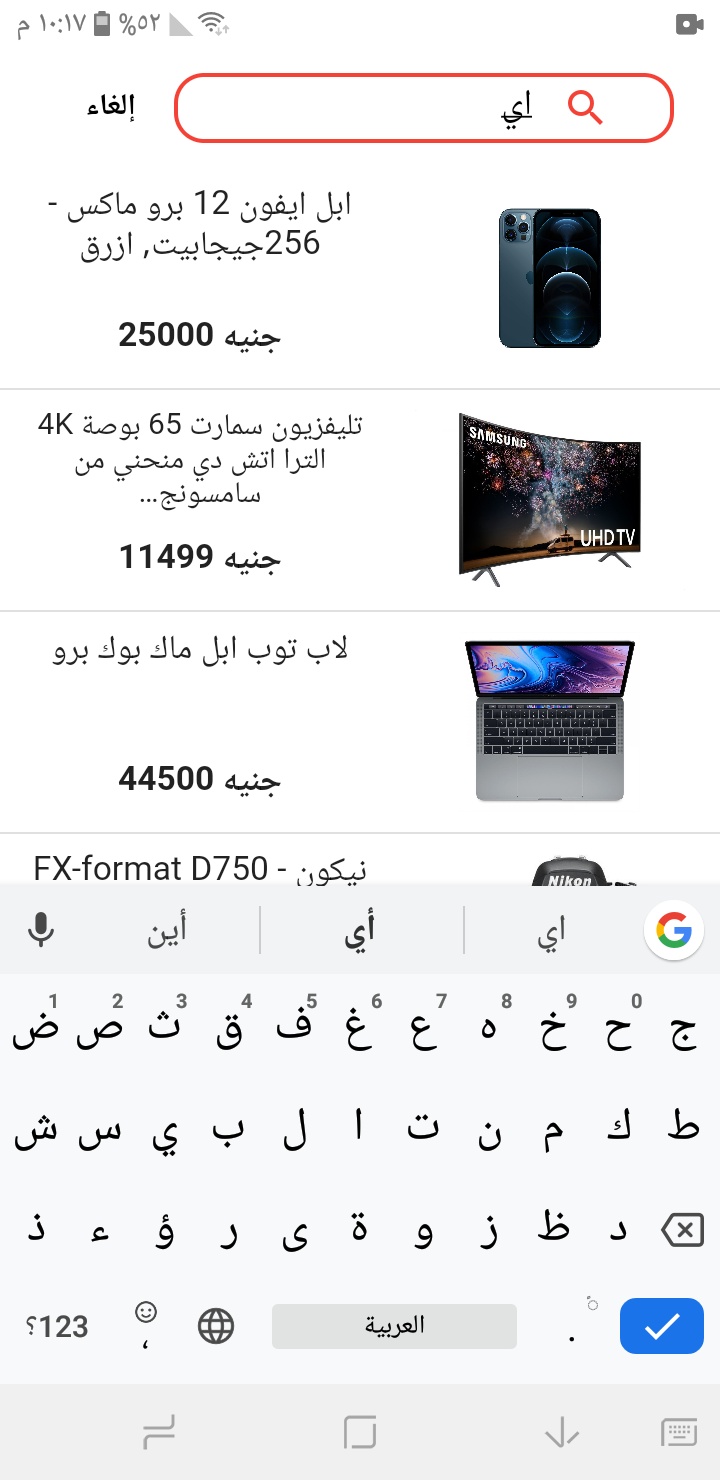 ١٠:١٧ م %٥٢
اي
إلغاء
ابل ايفون 12 برو ماكس -
256جيجابيت, ازرق
جنيه 25000
تليفزيون سمارت 65 بوصة 4K
الترا اتش دي منحني من
سامسونج...
جنيه 11499
SAMSUNG
UHD TV
لاب توب ابل ماك بوك برو
جنيه 44500
نيكون - FX-format D750
Nikon
اي أي أين
1 2 3 4 5 6 7 8 9 0
ض ص ث ق ف غ ع ه خ ح ج
ش س ي ب ل ا ت ن م ك ط
ذ ء ؤ ر ى ة و ز ظ د
؟123 ، العربية .